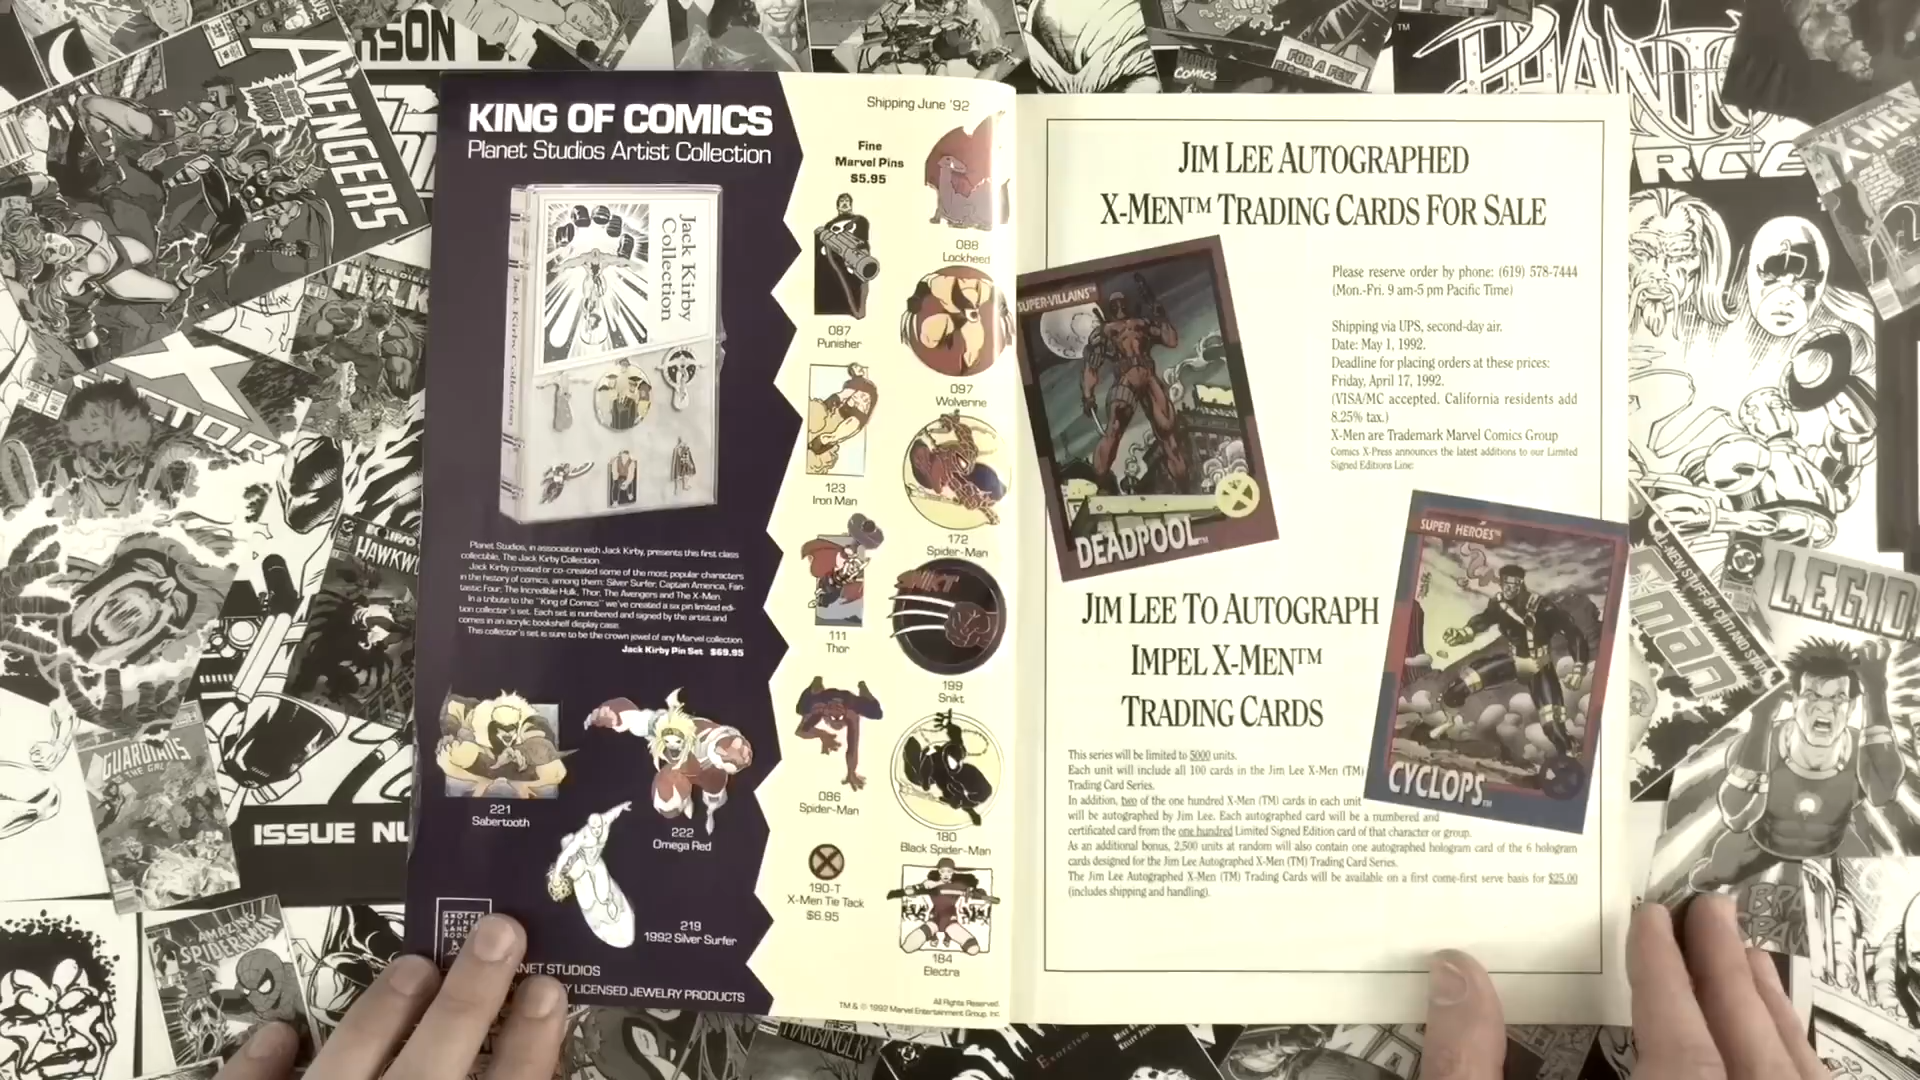 KING OF COMICS
Planet Studios Artist Collection
Jack Kirby
Collection
Jack Kirby Collection
Planet Studios, in association with Jack Kirby, presents this first class
collectible, The Jack Kirby Collection.
Jack Kirby created or co-created some of the most popular characters
in the history of comics, among them: Silver Surfer, Captain America, Fan-
tastic Four, The Incredible Hulk, Thor, The Avengers and The X-Men.
In a tribute to the "King of Comics" we've created a six pin limited edi-
tion collector's set. Each set is numbered and signed by the artist and
comes in an acrylic bookshelf display case.
This collector's set is sure to be the crown jewel of any Marvel collection.
Jack Kirby Pin Set $69.95
221
Sabertooth
222
Omega Red
219
1992 Silver Surfer
ANET STUDIOS
LICENSED JEWELRY PRODUCTS
Shipping June '92
Fine
Marvel Pins
$5.95
088
Lockheed
087
Punisher
097
Wolverine
123
Iron Man
172
Spider-Man
111
Thor
SNIKT
199
Snikt
086
Spider-Man
180
Black Spider-Man
190-T
X-Men Tie Tack
$6.95
184
Electra
All Rights Reserved.
TM & © 1992 Marvel Entertainment Group, Inc.
JIM LEE AUTOGRAPHED
X-MEN™ TRADING CARDS FOR SALE
SUPER-VILLAINS™
DEADPOOL™
Please reserve order by phone: (619) 578-7444
(Mon.-Fri. 9 am-5 pm Pacific Time)
Shipping via UPS, second-day air.
Date: May 1, 1992.
Deadline for placing orders at these prices:
Friday, April 17, 1992.
(VISA/MC accepted. California residents add
8.25% tax.)
X-Men are Trademark Marvel Comics Group
Comics X-Press announces the latest additions to our Limited
Signed Editions Line:
SUPER HEROES™
CYCLOPS™
JIM LEE TO AUTOGRAPH
IMPEL X-MEN™
TRADING CARDS
This series will be limited to 5000 units.
Each unit will include all 100 cards in the Jim Lee X-Men (TM)
Trading Card Series.
In addition, two of the one hundred X-Men (TM) cards in each unit
will be autographed by Jim Lee. Each autographed card will be a numbered and
certificated card from the one hundred Limited Signed Edition card of that character or group.
As an additional bonus, 2,500 units at random will also contain one autographed hologram card of the 6 hologram
cards designed for the Jim Lee Autographed X-Men (TM) Trading Card Series.
The Jim Lee Autographed X-Men (TM) Trading Cards will be available on a first come-first serve basis for $25.00
(includes shipping and handling).
AVENGERS
HULK
HAWKWO
GUARDIANS
OF THE GAL
ISSUE NU
AMAZING
SPIDER-MAN
MARVEL
COMICS
FOR A FEW
X-MEN
L.E.G.I.O.
HARBINGER
Exorcism